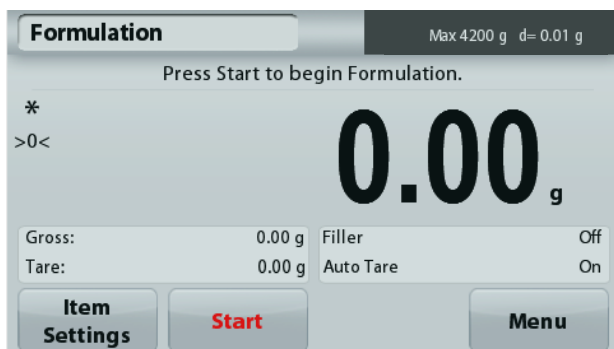 Formulation
Max 4200 g d= 0.01 g
Press Start to begin Formulation.
*
>0<
0.00 g
Gross: 0.00 g Filler Off
Tare: 0.00 g Auto Tare On
Item Settings
Start
Menu